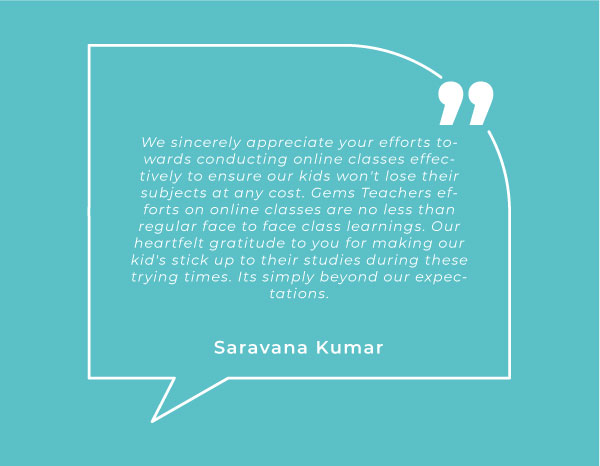 We sincerely appreciate your efforts to-
wards conducting online classes effec-
tively to ensure our kids won't lose their
subjects at any cost. Gems Teachers ef-
forts on online classes are no less than
regular face to face class learnings. Our
heartfelt gratitude to you for making our
kid's stick up to their studies during these
trying times. Its simply beyond our expec-
tations.
Saravana Kumar